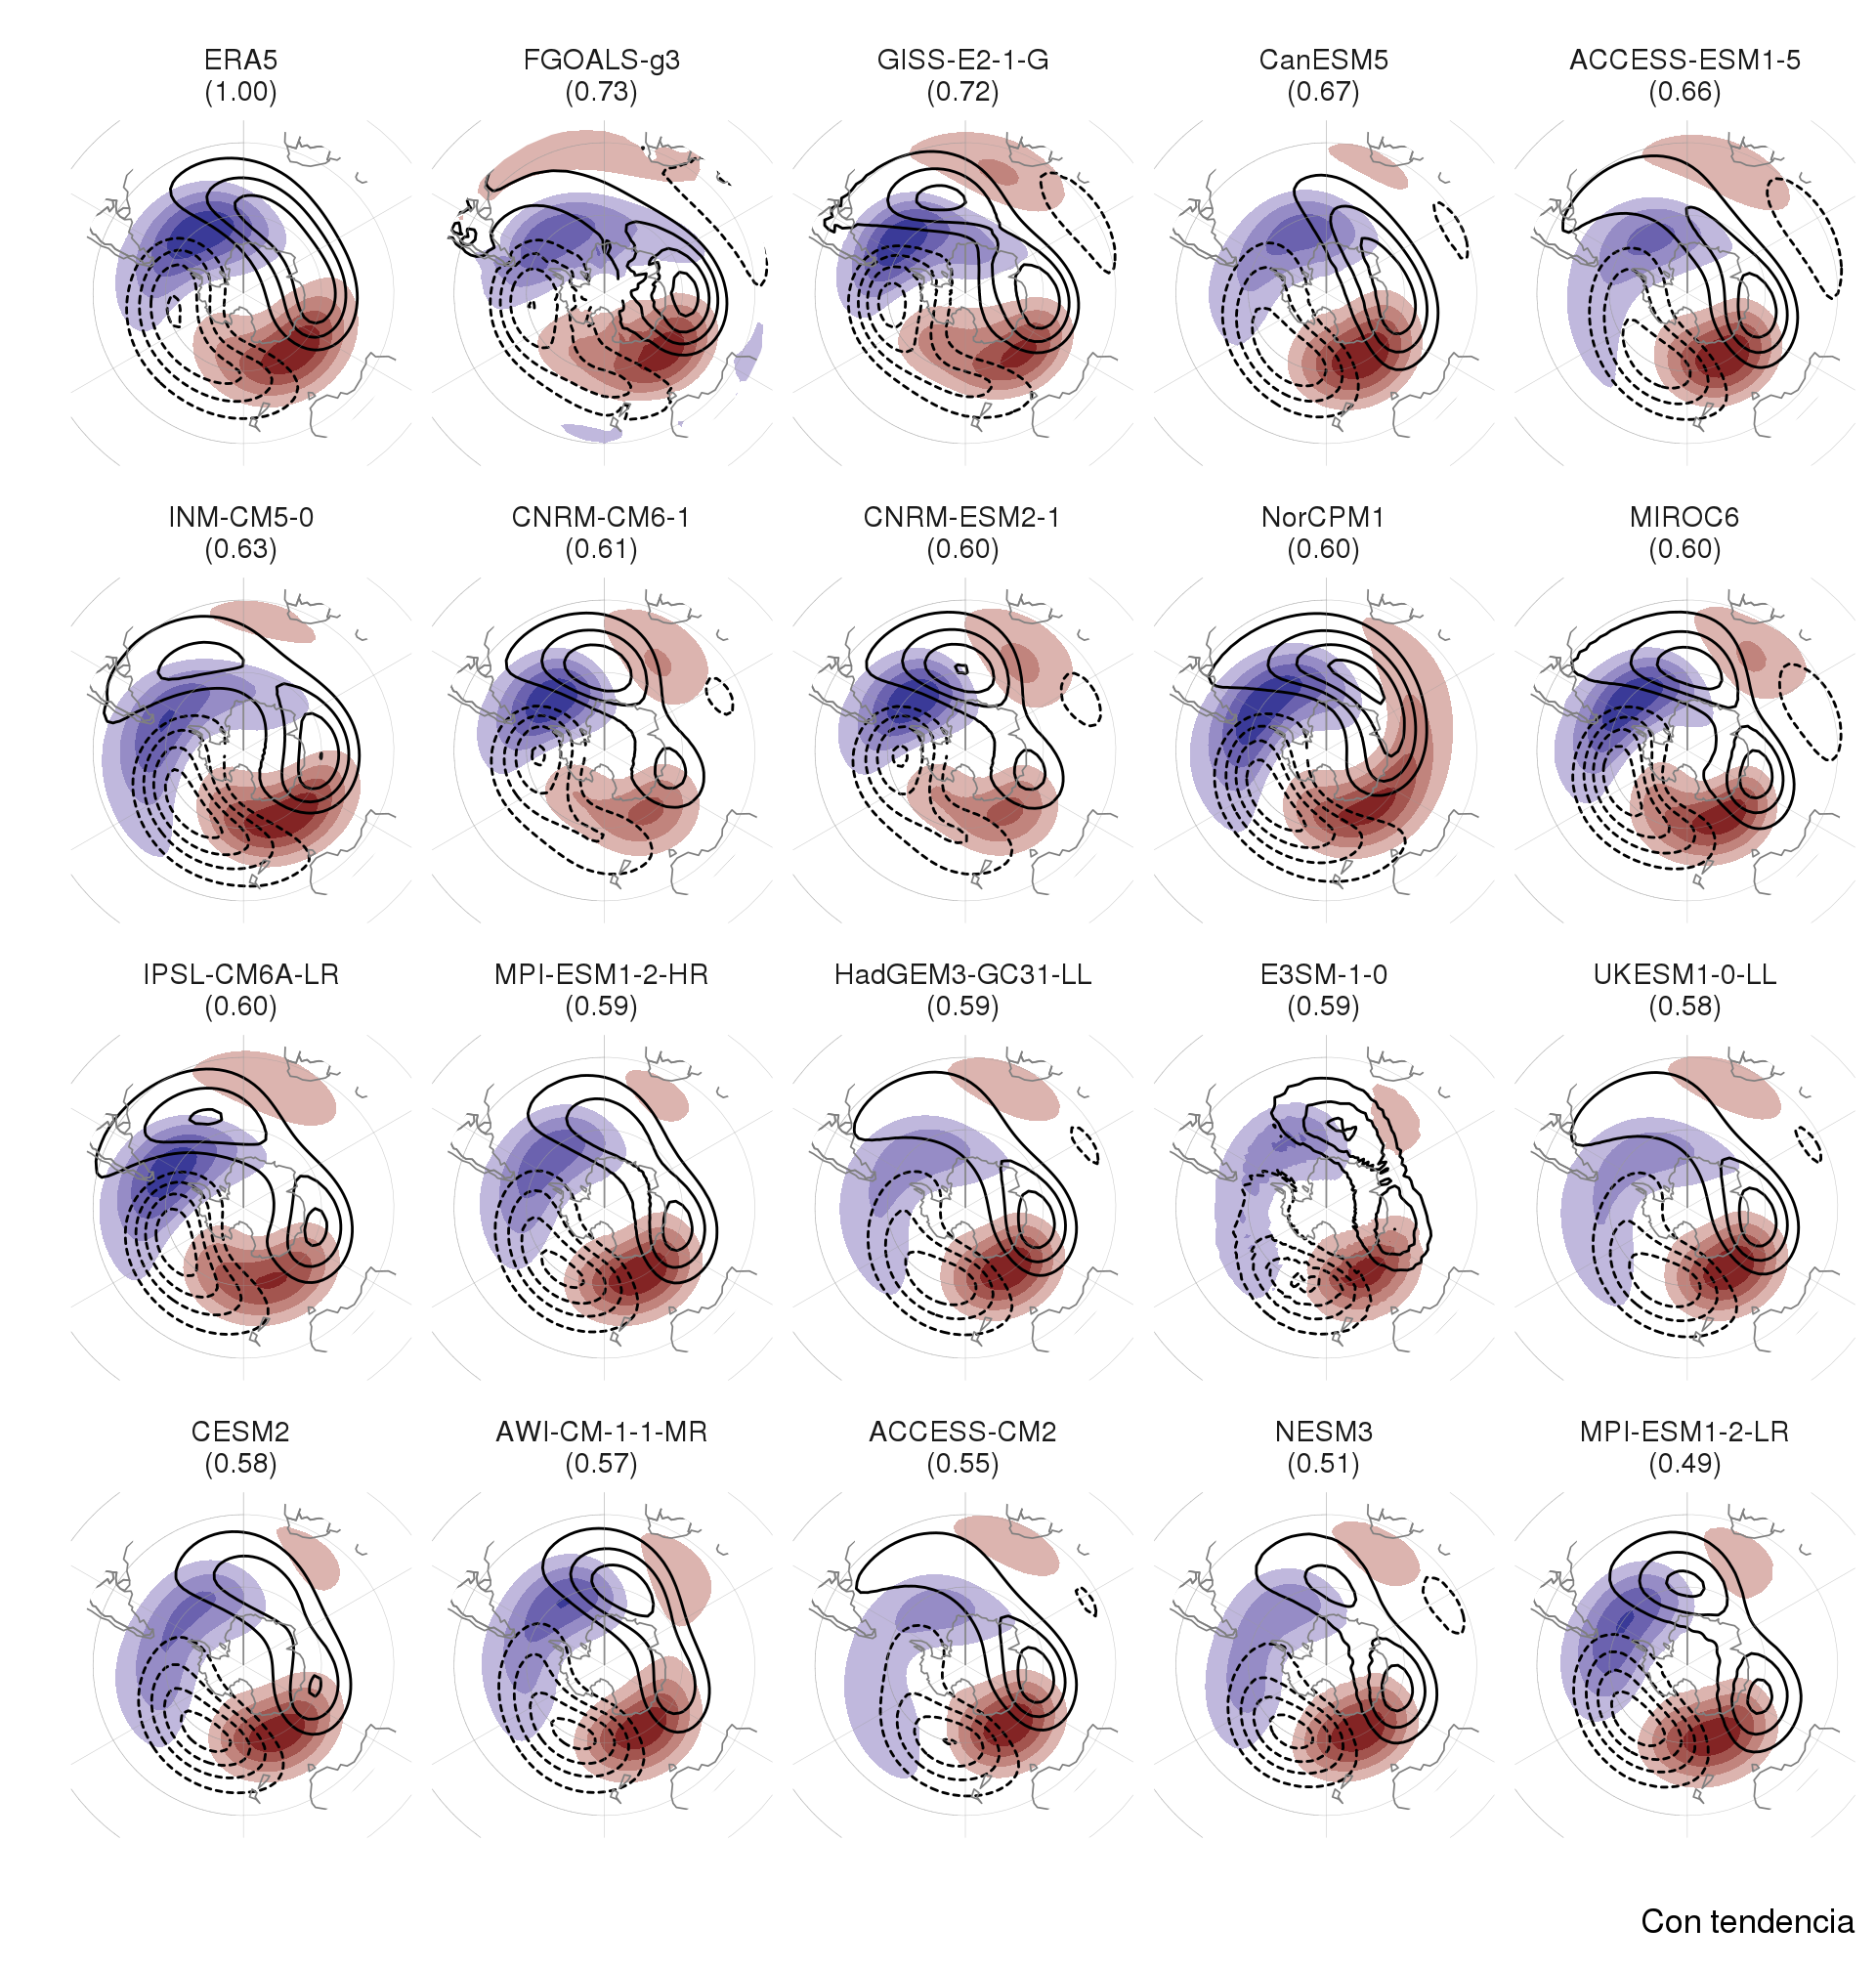 ERA5
(1.00)
FGOALS-g3
(0.73)
GISS-E2-1-G
(0.72)
CanESM5
(0.67)
ACCESS-ESM1-5
(0.66)
INM-CM5-0
(0.63)
CNRM-CM6-1
(0.61)
CNRM-ESM2-1
(0.60)
NorCPM1
(0.60)
MIROC6
(0.60)
IPSL-CM6A-LR
(0.60)
MPI-ESM1-2-HR
(0.59)
HadGEM3-GC31-LL
(0.59)
E3SM-1-0
(0.59)
UKESM1-0-LL
(0.58)
CESM2
(0.58)
AWI-CM-1-1-MR
(0.57)
ACCESS-CM2
(0.55)
NESM3
(0.51)
MPI-ESM1-2-LR
(0.49)
Con tendencia